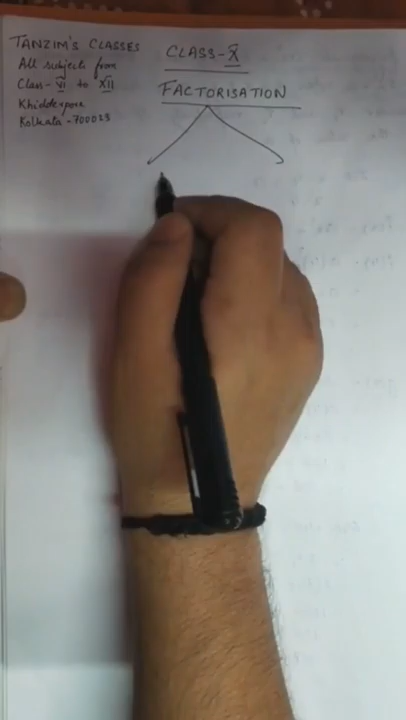 TANZIM'S CLASSES
All subjects from
Class - VI to XII
Khidderpore
Kolkata - 700023
CLASS - X
FACTORISATION